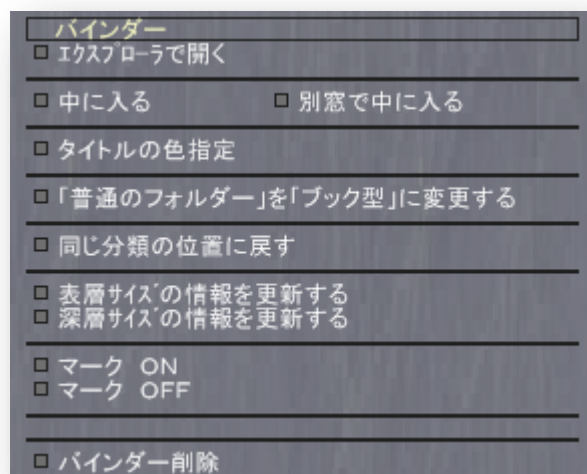 バインダー
エクスプローラで開く
中に入る 別窓で中に入る
タイトルの色指定
「普通のフォルダー」を「ブック型」に変更する
同じ分類の位置に戻す
表層サイズの情報を更新する
深層サイズの情報を更新する
マーク ON
マーク OFF
バインダー削除